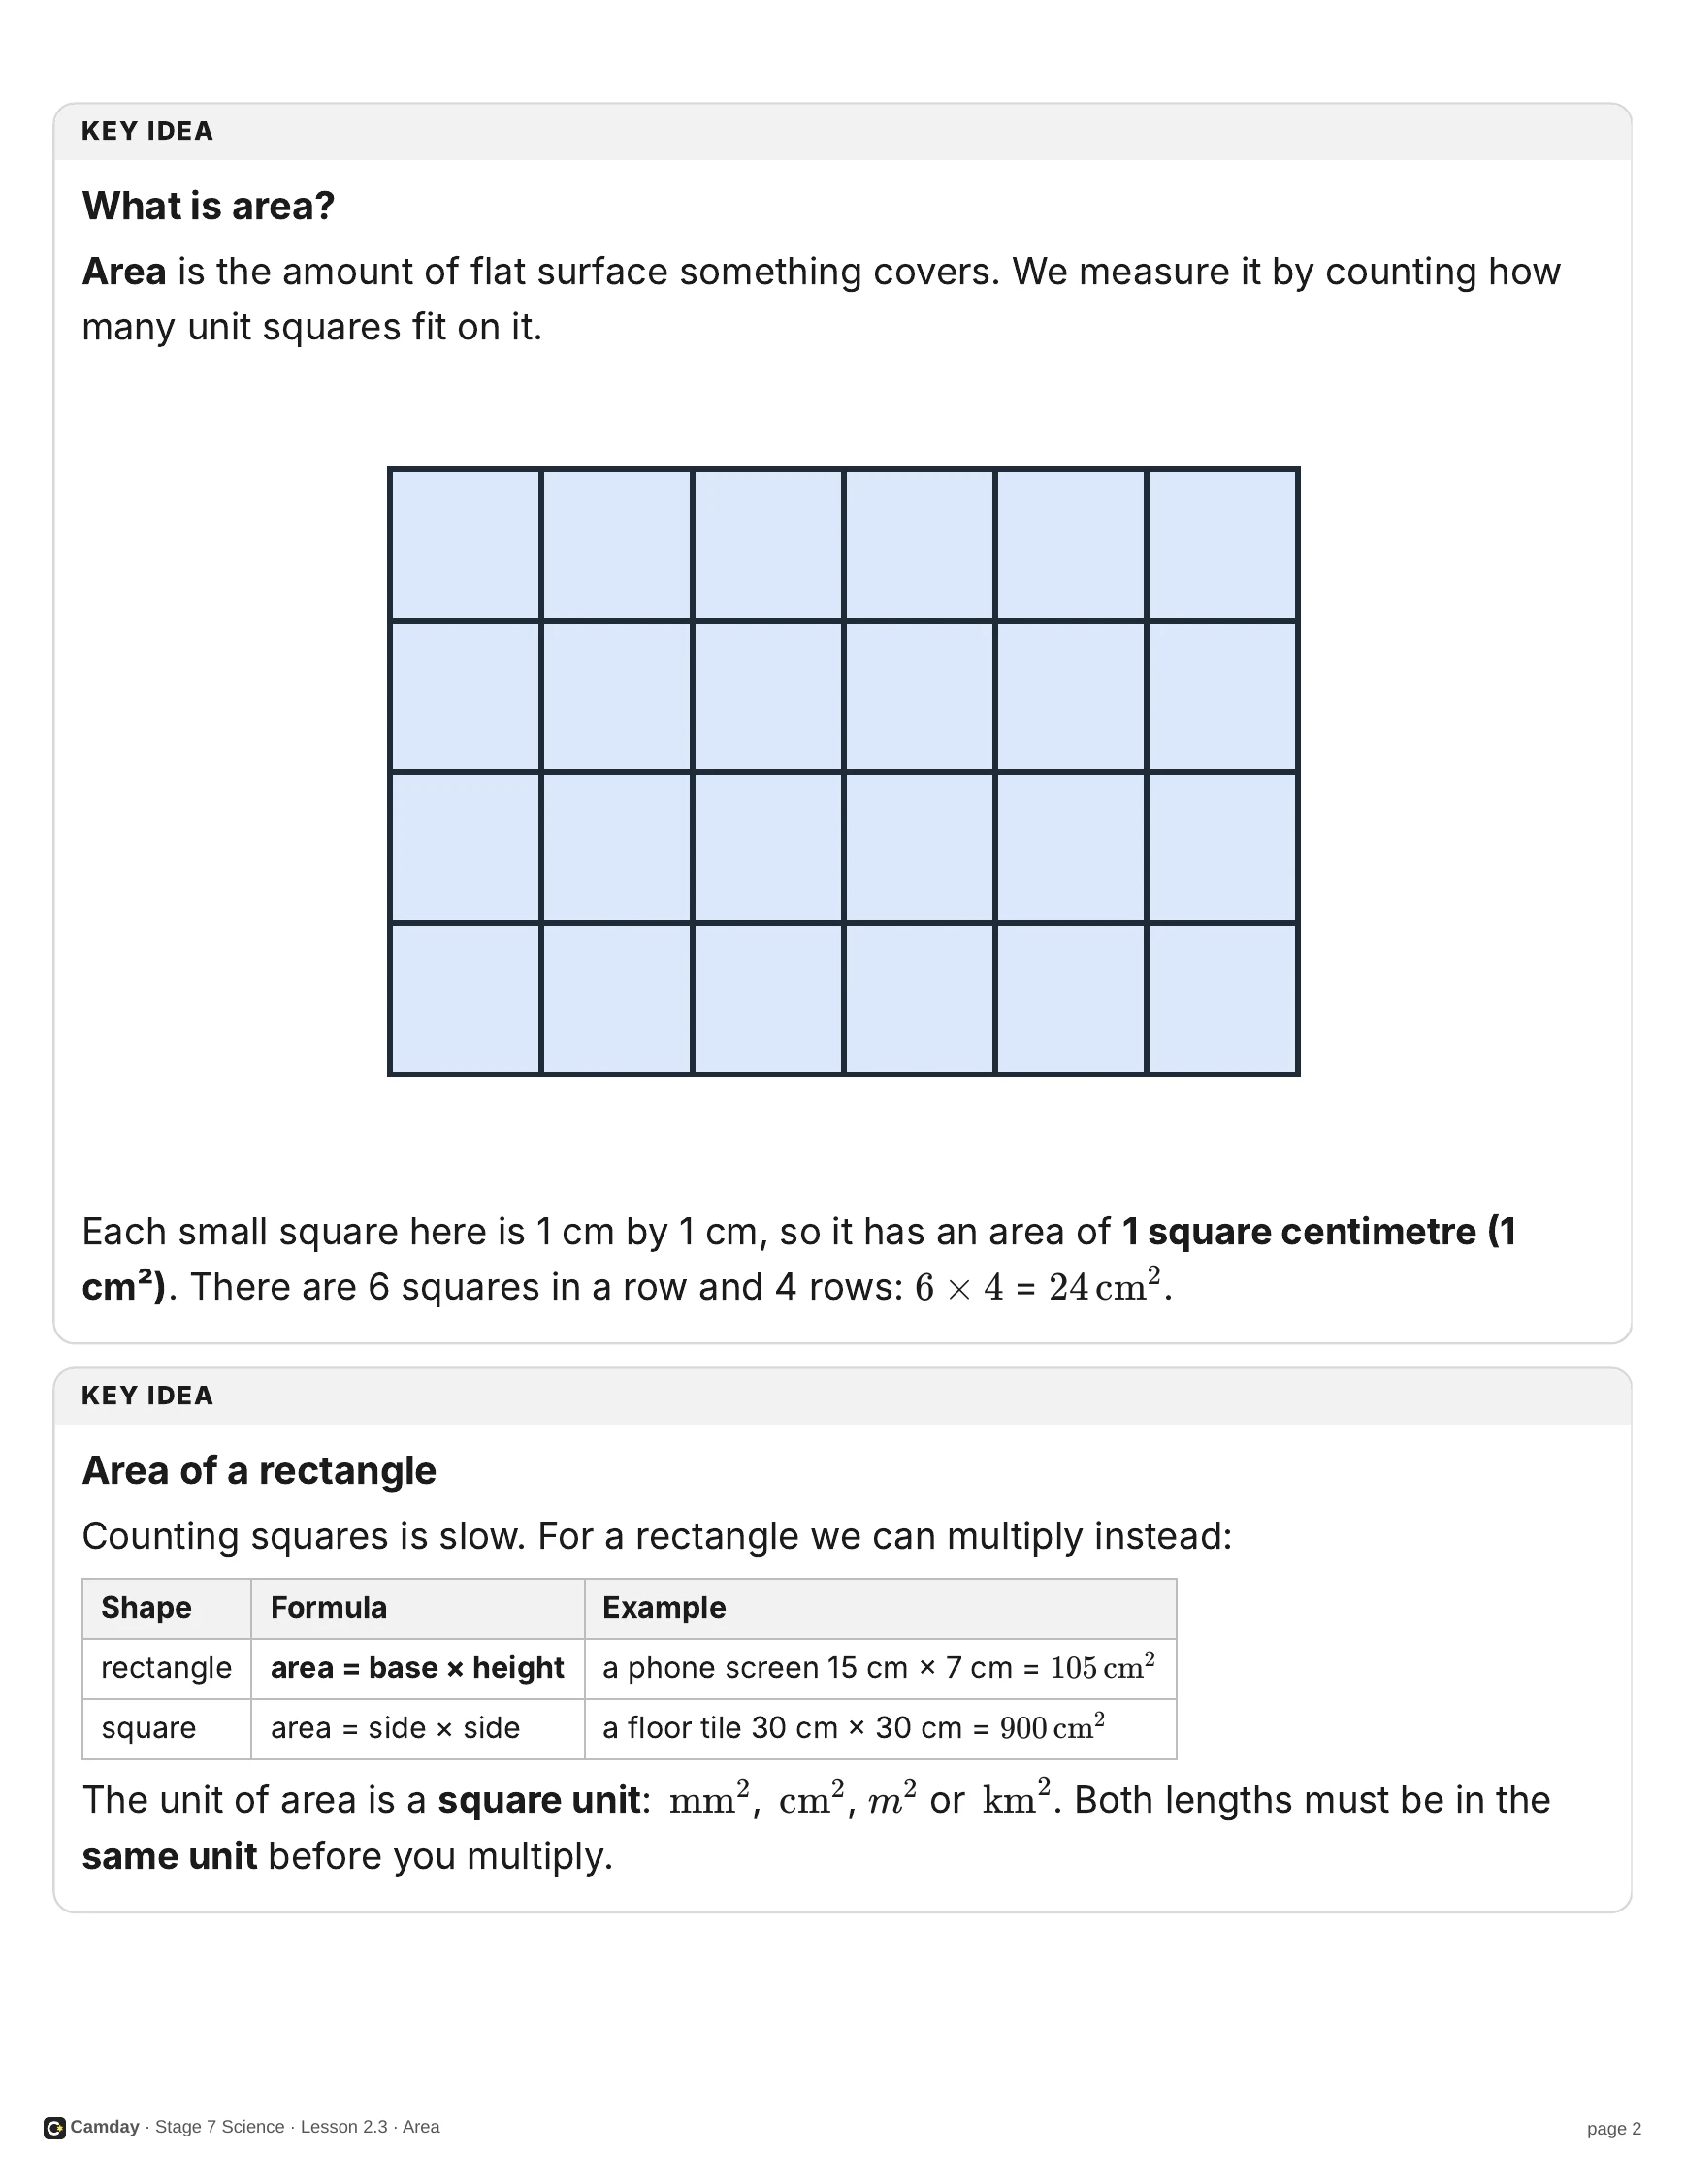 KEY IDEA
What is area?
Area is the amount of flat surface something covers. We measure it by counting how
many unit squares fit on it.
Each small square here is 1 cm by 1 cm, so it has an area of 1 square centimetre (1
cm²). There are 6 squares in a row and 4 rows: 6 × 4 = 24 cm².
KEY IDEA
Area of a rectangle
Counting squares is slow. For a rectangle we can multiply instead:
Shape Formula Example
rectangle area = base × height a phone screen 15 cm × 7 cm = 105 cm²
square area = side × side a floor tile 30 cm × 30 cm = 900 cm²
The unit of area is a square unit: mm², cm², m² or km². Both lengths must be in the
same unit before you multiply.
Camday · Stage 7 Science · Lesson 2.3 · Area page 2